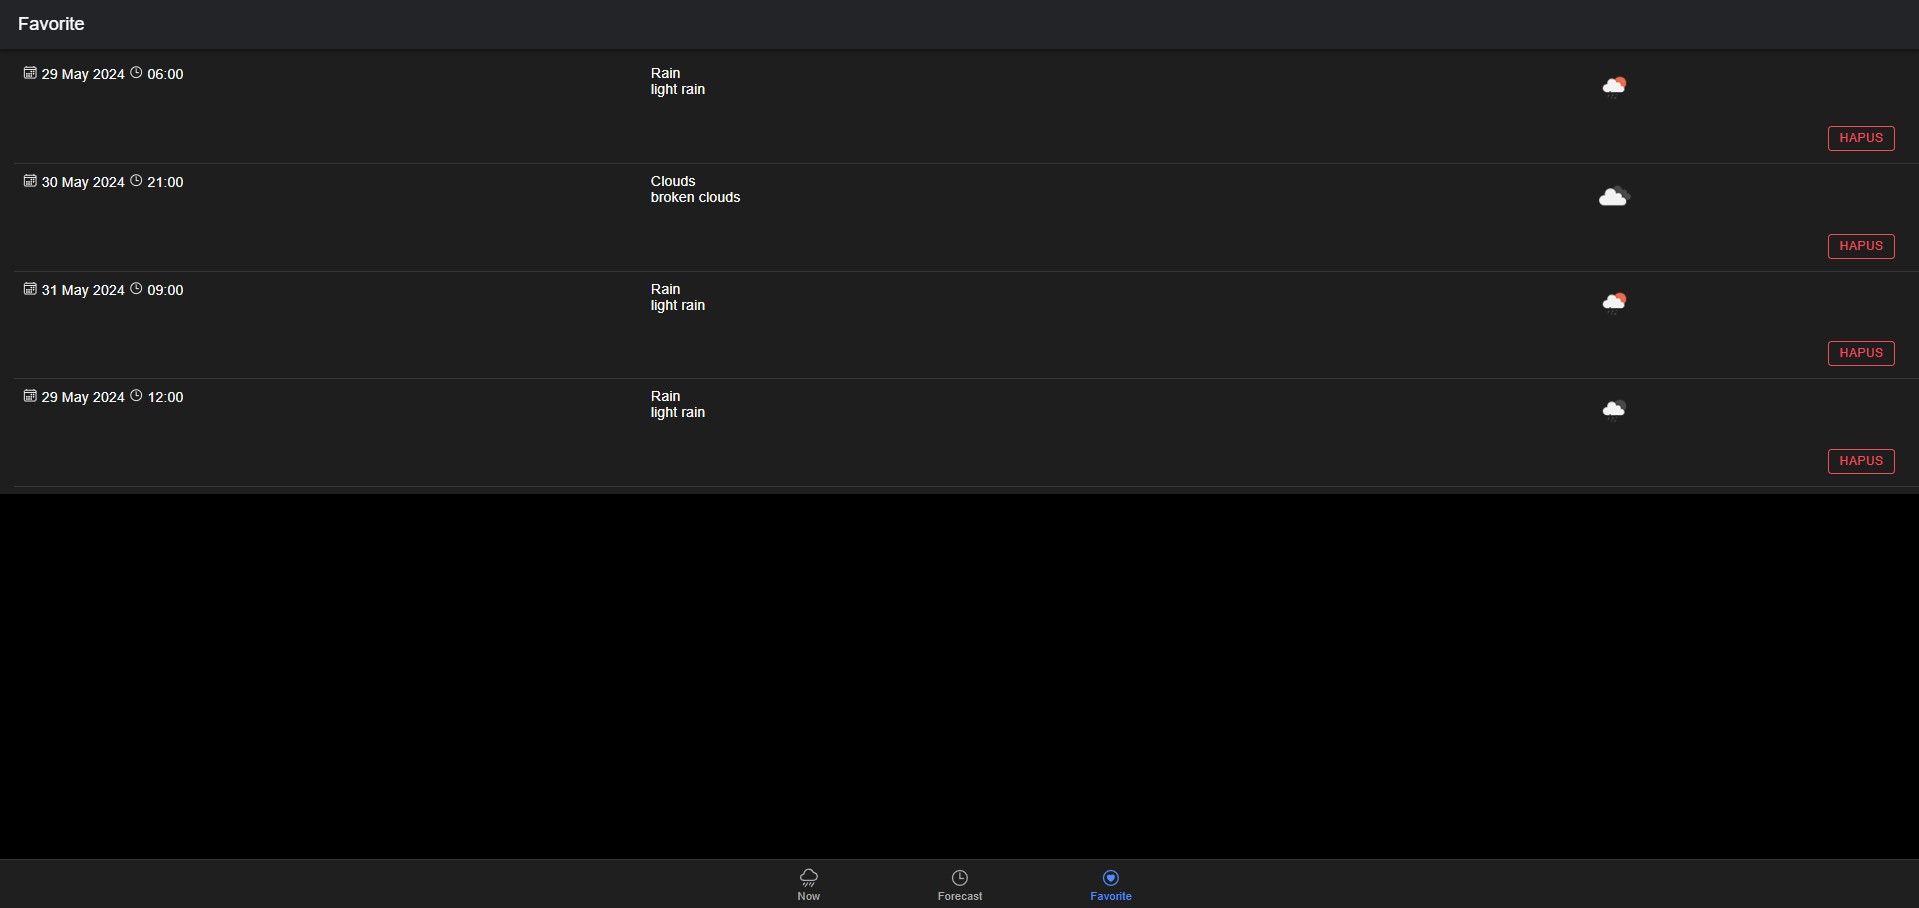 Favorite
29 May 2024 06:00
Rain
light rain
HAPUS
30 May 2024 21:00
Clouds
broken clouds
HAPUS
31 May 2024 09:00
Rain
light rain
HAPUS
29 May 2024 12:00
Rain
light rain
HAPUS
Now
Forecast
Favorite